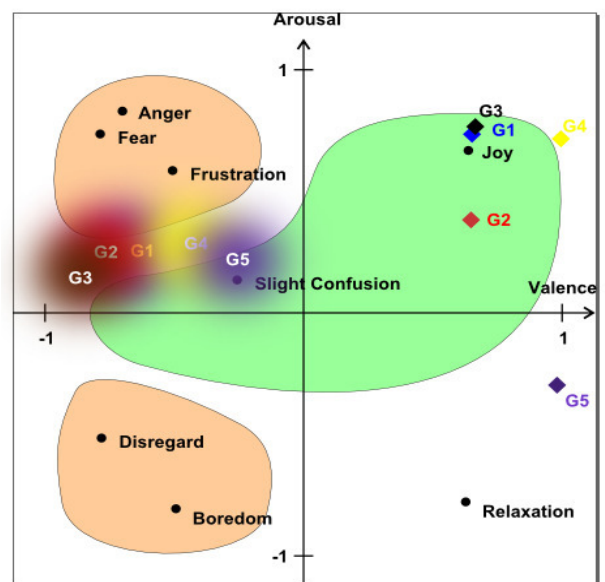 Arousal
1
Anger
Fear
Frustration
G3
G1
G4
Joy
G2
G2
G1
G4
G5
G3
Slight Confusion
Valence
-1
1
G5
Disregard
Boredom
Relaxation
-1